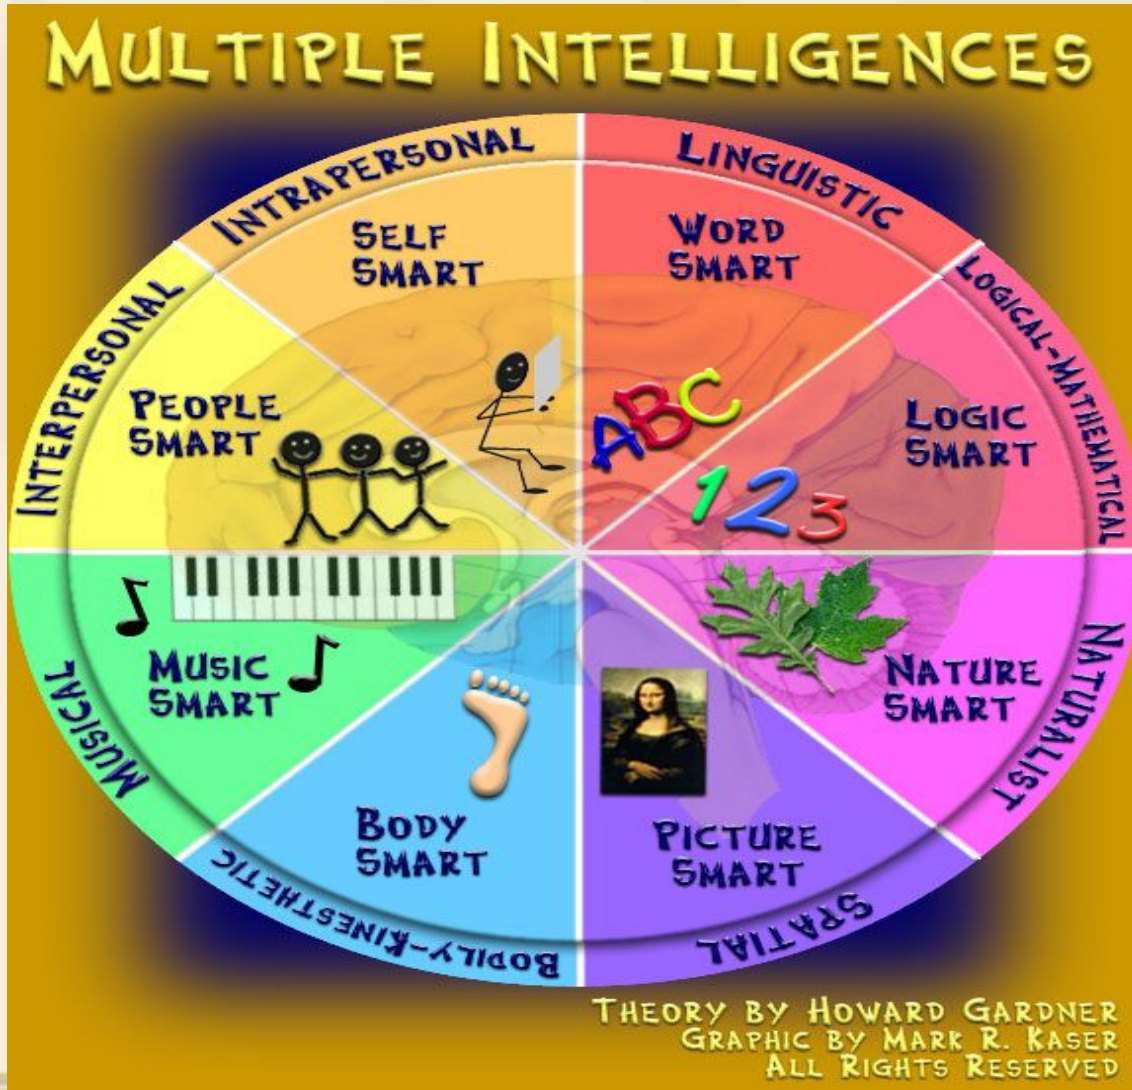 MULTIPLE INTELLIGENCES
INTRAPERSONAL
SELF
SMART
LINGUISTIC
WORD
SMART
LOGICAL-MATHEMATICAL
LOGIC
SMART
INTERPERSONAL
PEOPLE
SMART
ABC
123
MUSICAL
MUSIC
SMART
NATURALIST
NATURE
SMART
BODILY-KINESTHETIC
BODY
SMART
SPATIAL
PICTURE
SMART
THEORY BY HOWARD GARDNER
GRAPHIC BY MARK R. KASER
ALL RIGHTS RESERVED